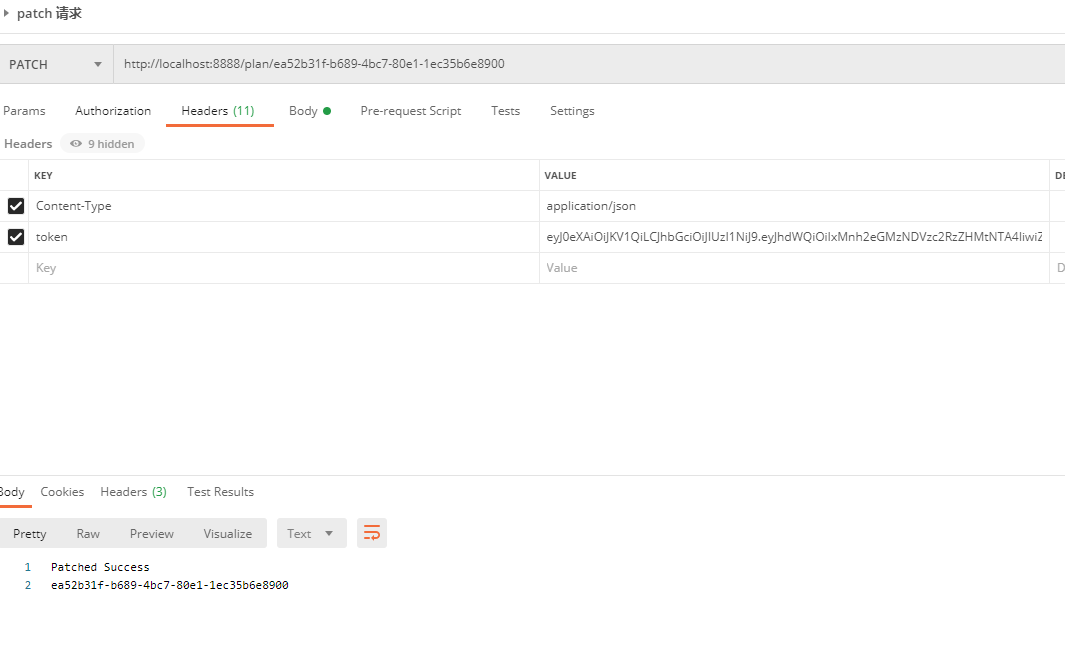 patch 请求
PATCH http://localhost:8888/plan/ea52b31f-b689-4bc7-80e1-1ec35b6e8900
Params Authorization Headers (11) Body Pre-request Script Tests Settings
Headers 9 hidden
KEY VALUE DE
Content-Type application/json
token eyJ0eXAiOiJKV1QiLCJhbGciOiJIUzI1NiJ9.eyJhdWQiOiIxMnh2eGMzNDVzc2RzZHMtNTA4IiwiZ
Key Value D
Body Cookies Headers (3) Test Results
Pretty Raw Preview Visualize Text
1 Patched Success
2 ea52b31f-b689-4bc7-80e1-1ec35b6e8900